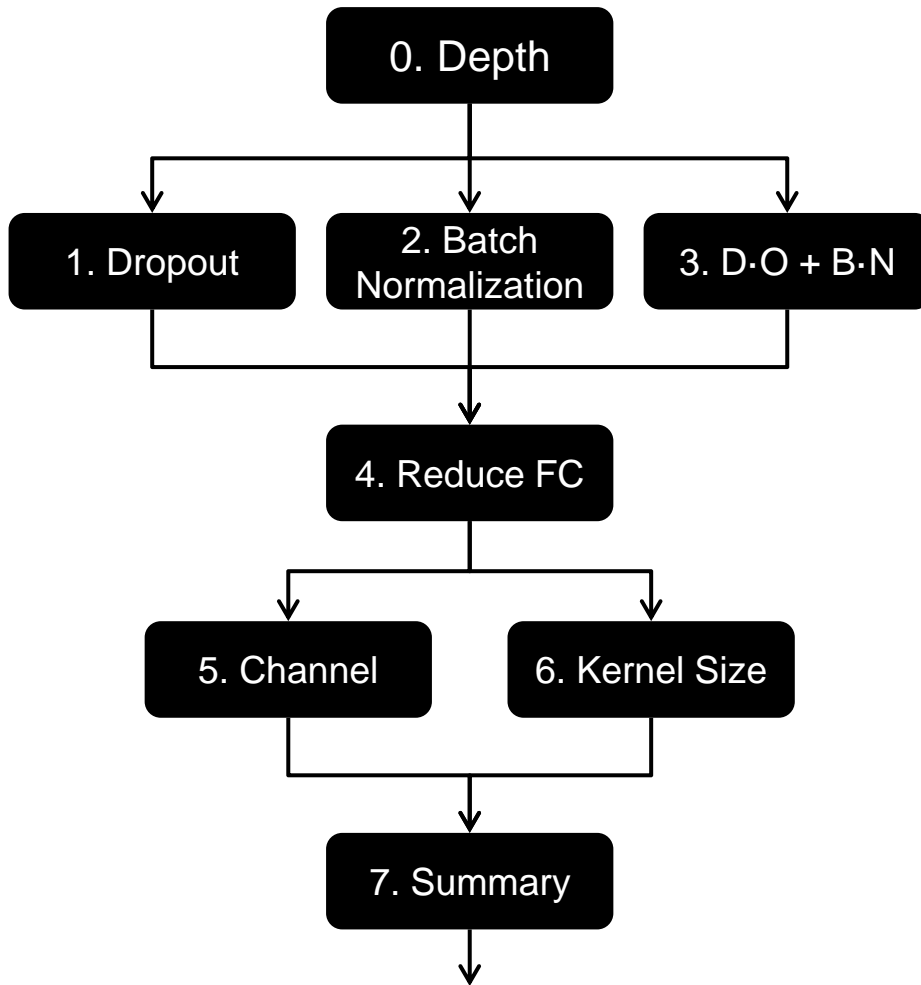 0. Depth
1. Dropout
2. Batch
Normalization
3. D·O + B·N
4. Reduce FC
5. Channel
6. Kernel Size
7. Summary